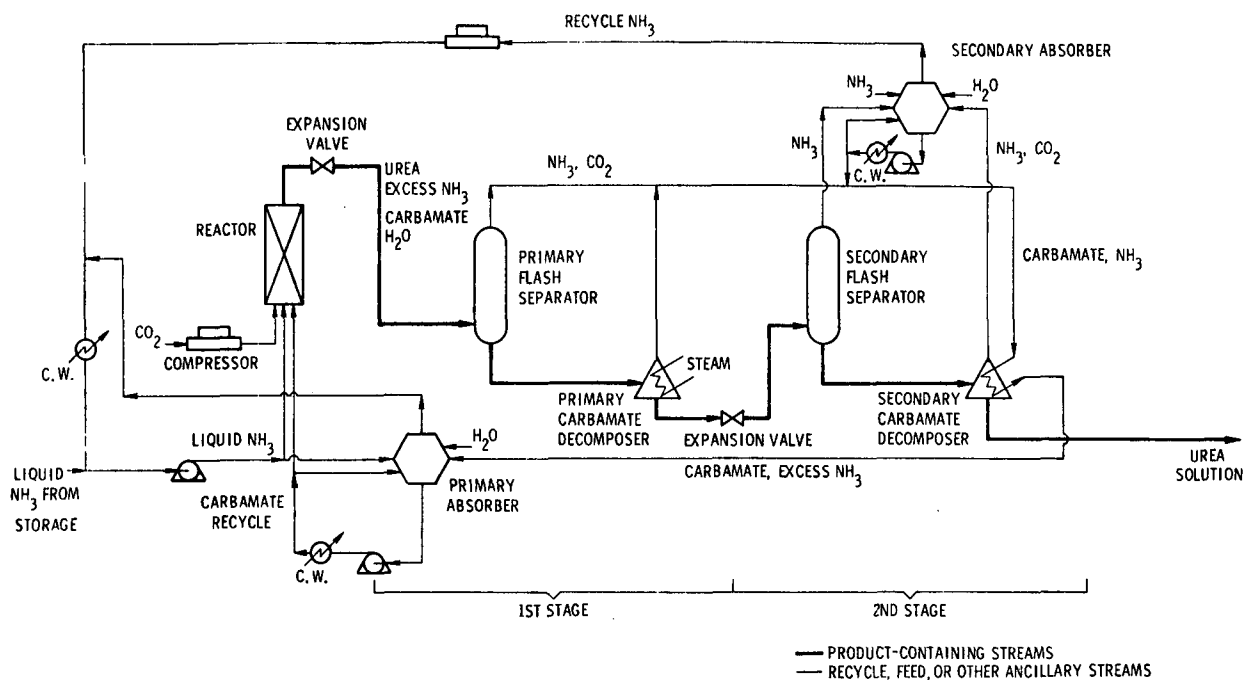 RECYCLE NH3
SECONDARY ABSORBER
NH3
H2O
EXPANSION
VALVE
NH3, CO2
NH3
NH3, CO2
C.W.
UREA
EXCESS NH3
CARBAMATE
H2O
REACTOR
PRIMARY
FLASH
SEPARATOR
SECONDARY
FLASH
SEPARATOR
CARBAMATE, NH3
CO2
COMPRESSOR
C.W.
STEAM
PRIMARY
CARBAMATE
DECOMPOSER
EXPANSION VALVE
SECONDARY
CARBAMATE
DECOMPOSER
LIQUID NH3
H2O
CARBAMATE, EXCESS NH3
UREA
SOLUTION
LIQUID
NH3 FROM
STORAGE
CARBAMATE
RECYCLE
PRIMARY
ABSORBER
C.W.
1ST STAGE
2ND STAGE
PRODUCT-CONTAINING STREAMS
RECYCLE, FEED, OR OTHER ANCILLARY STREAMS